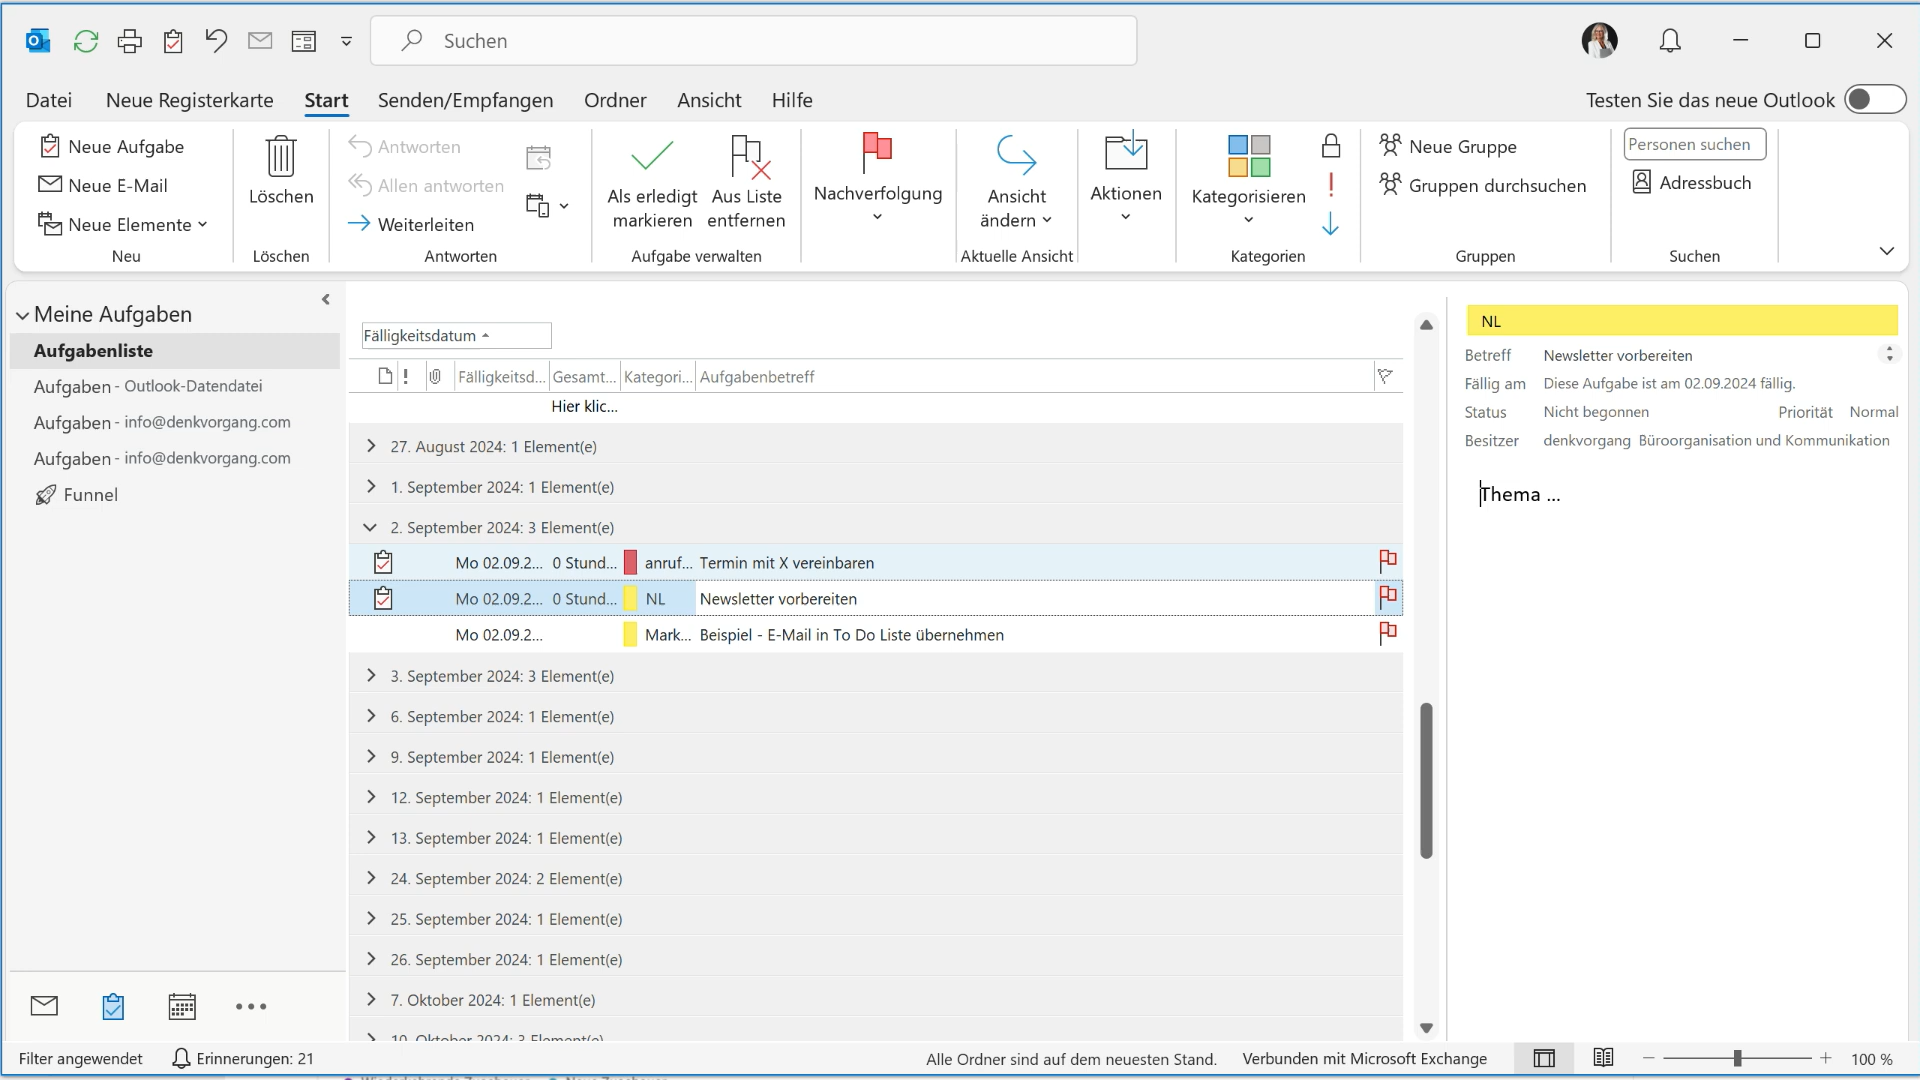 Suchen
Datei Neue Registerkarte Start Senden/Empfangen Ordner Ansicht Hilfe Testen Sie das neue Outlook
Neue Aufgabe
Neue E-Mail
Neue Elemente
Neu
Löschen
Löschen
Antworten
Allen antworten
Weiterleiten
Antworten
Als erledigt markieren
Aus Liste entfernen
Aufgabe verwalten
Nachverfolgung
Ansicht ändern
Aktuelle Ansicht
Aktionen
Kategorisieren
Kategorien
Neue Gruppe
Gruppen durchsuchen
Gruppen
Personen suchen
Adressbuch
Suchen
Meine Aufgaben
Aufgabenliste
Aufgaben - Outlook-Datendatei
Aufgaben - info@denkvorgang.com
Aufgaben - info@denkvorgang.com
Funnel
Fälligkeitsdatum
! Fälligkeitsd... Gesamt... Kategori... Aufgabenbetreff
Hier klic...
27. August 2024: 1 Element(e)
1. September 2024: 1 Element(e)
2. September 2024: 3 Element(e)
Mo 02.09.2... 0 Stund... anruf... Termin mit X vereinbaren
Mo 02.09.2... 0 Stund... NL Newsletter vorbereiten
Mo 02.09.2... Mark... Beispiel - E-Mail in To Do Liste übernehmen
3. September 2024: 3 Element(e)
6. September 2024: 1 Element(e)
9. September 2024: 1 Element(e)
12. September 2024: 1 Element(e)
13. September 2024: 1 Element(e)
24. September 2024: 2 Element(e)
25. September 2024: 1 Element(e)
26. September 2024: 1 Element(e)
7. Oktober 2024: 1 Element(e)
10. Oktober 2024: 3 Element(e)
NL
Betreff Newsletter vorbereiten
Fällig am Diese Aufgabe ist am 02.09.2024 fällig.
Status Nicht begonnen Priorität Normal
Besitzer denkvorgang Büroorganisation und Kommunikation
Thema ...
Filter angewendet Erinnerungen: 21 Alle Ordner sind auf dem neuesten Stand. Verbunden mit Microsoft Exchange 100 %